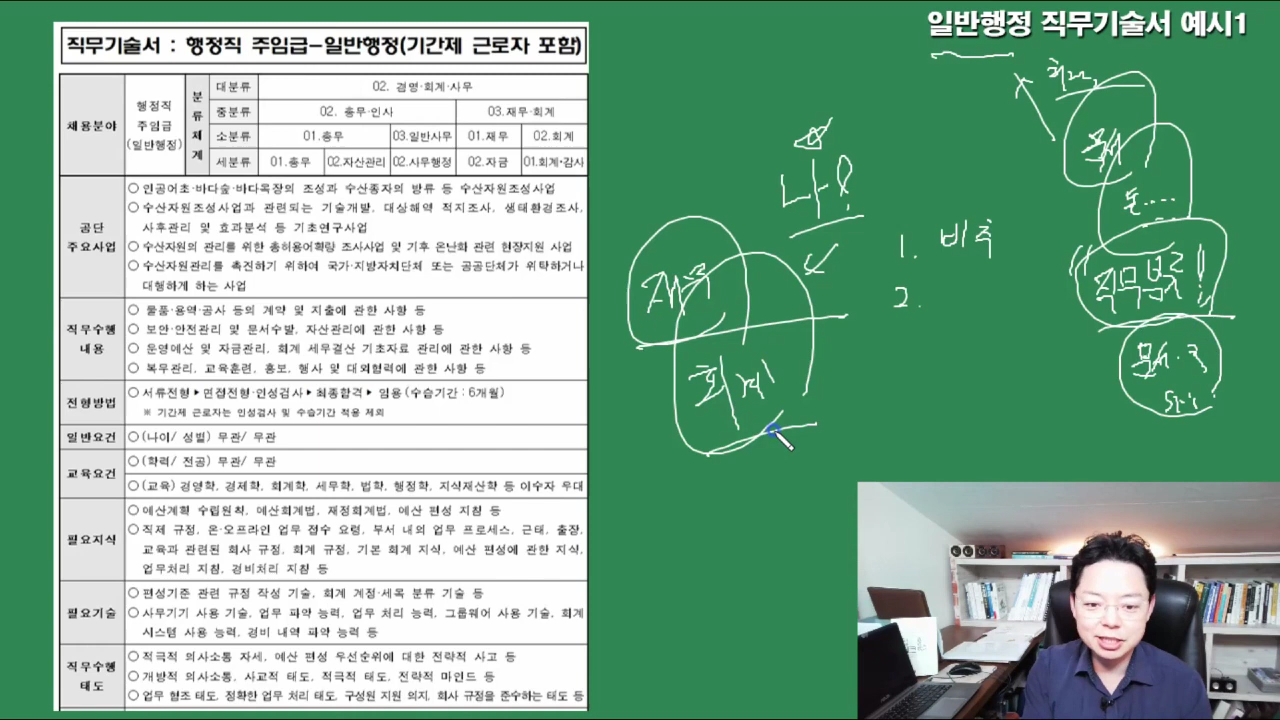 일반행정 직무기술서 예시1
직무기술서 : 행정직 주임급-일반행정(기간제 근로자 포함)
채용분야
행정직
주임급
(일반행정)
분류체계
대분류 02. 경영·회계·사무
중분류 02. 총무·인사 03.재무·회계
소분류 01.총무 03.일반사무 01.재무 02.회계
세분류 01.총무 02.자산관리 02.사무행정 02.자금 01.회계·감사
공단
주요사업
○ 인공어초·바다숲·바다목장의 조성과 수산종자의 방류 등 수산자원조성사업
○ 수산자원조성사업과 관련되는 기술개발, 대상해약 적지조사, 생태환경조사,
사후관리 및 효과분석 등 기초연구사업
○ 수산자원의 관리를 위한 총허용어획량 조사사업 및 기후 온난화 관련 현장지원 사업
○ 수산자원관리를 촉진하기 위하여 국가·지방자치단체 또는 공공단체가 위탁하거나
대행하게 하는 사업
직무수행
내용
○ 물품·용역·공사 등의 계약 및 지출에 관한 사항 등
○ 보안·안전관리 및 문서수발, 자산관리에 관한 사항 등
○ 운영예산 및 자금관리, 회계 세무결산 기초자료 관리에 관한 사항 등
○ 복무관리, 교육훈련, 홍보, 행사 및 대외협력에 관한 사항 등
전형방법
○ 서류전형▶면접전형·인성검사▶최종합격▶ 임용(수습기간 : 6개월)
※ 기간제 근로자는 인성검사 및 수습기간 적용 제외
일반요건
○ (나이/ 성별) 무관/ 무관
교육요건
○ (학력/ 전공) 무관/ 무관
○ (교육) 경영학, 경제학, 회계학, 세무학, 법학, 행정학, 지식재산학 등 이수자 우대
필요지식
○ 예산계획 수립원칙, 예산회계법, 재정회계법, 예산 편성 지침 등
○ 직제 규정, 온·오프라인 업무 접수 요령, 부서 내의 업무 프로세스, 근태, 출장,
교육과 관련된 회사 규정, 회계 규정, 기본 회계 지식, 예산 편성에 관한 지식,
업무처리 지침, 경비처리 지침 등
필요기술
○ 편성기준 관련 규정 작성 기술, 회계 계정·세목 분류 기술 등
○ 사무기기 사용 기술, 업무 파악 능력, 업무 처리 능력, 그룹웨어 사용 기술, 회계
시스템 사용 능력, 경비 내역 파악 능력 등
직무수행
태도
○ 적극적 의사소통 자세, 예산 편성 우선순위에 대한 전략적 사고 등
○ 개방적 의사소통, 사교적 태도, 적극적 태도, 전략적 마인드 등
○ 업무 협조 태도, 정확한 업무 처리 태도, 구성원 지원 의지, 회사 규정을 준수하는 태도 등
나!
재무
회계
1. 비주
2.
돈....